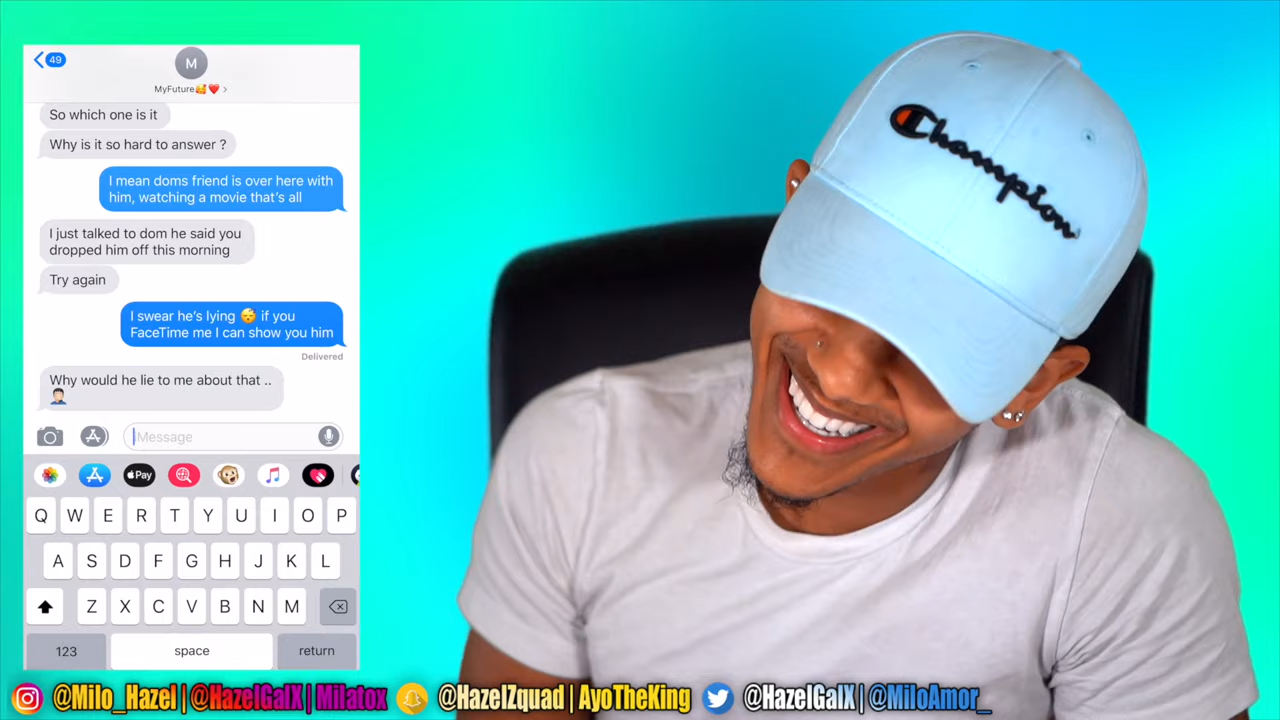 49
M
MyFuture🥰❤️ >
So which one is it
Why is it so hard to answer ?
I mean doms friend is over here with
him, watching a movie that's all
I just talked to dom he said you
dropped him off this morning
Try again
I swear he's lying 😴 if you
FaceTime me I can show you him
Delivered
Why would he lie to me about that ..
🤦🏻‍♂️
Message
Pay
Q W E R T Y U I O P
A S D F G H J K L
Z X C V B N M
123 space return
Champion
@Milo_Hazel | @HazelGalX | Milatox @HazelZquad | AyoTheKing @HazelGalX | @MiloAmor_